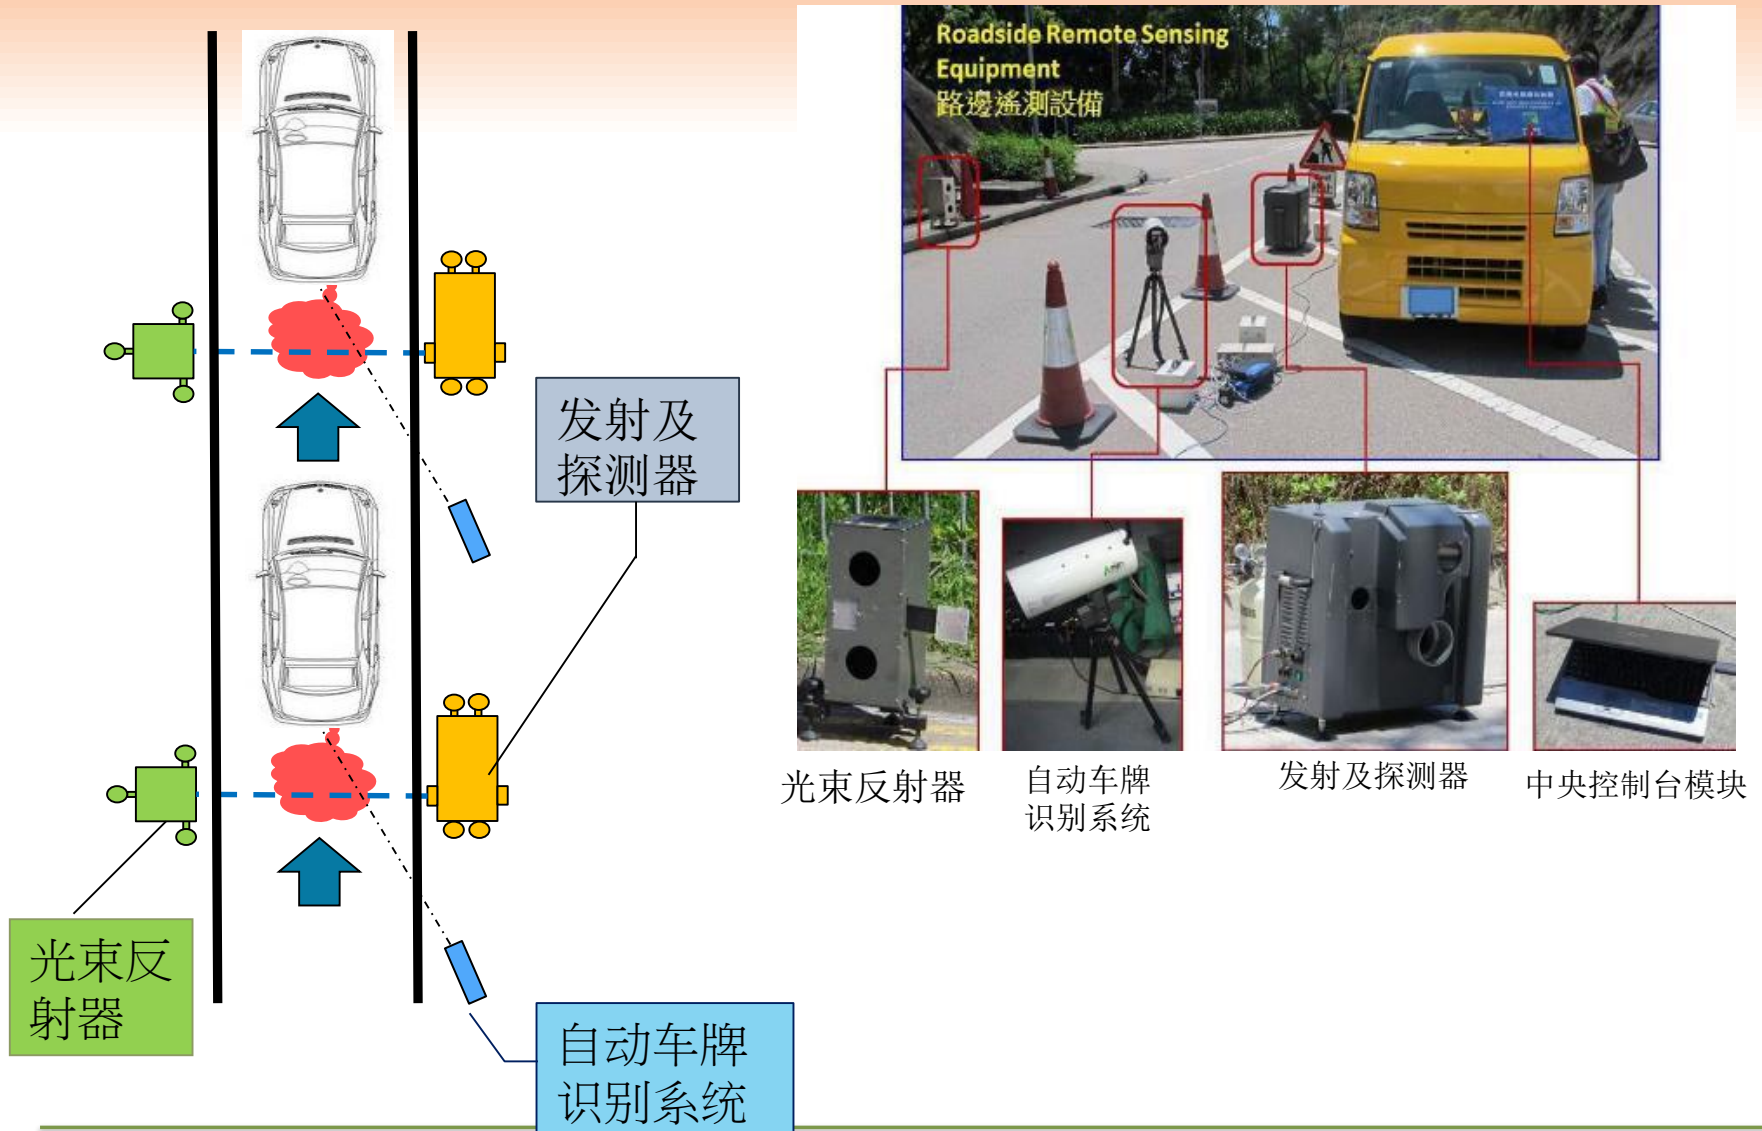 发射及
探测器
光束反
射器
自动车牌
识别系统
Roadside Remote Sensing
Equipment
路邊遙測設備
光束反射器
自动车牌
识别系统
发射及探测器
中央控制台模块